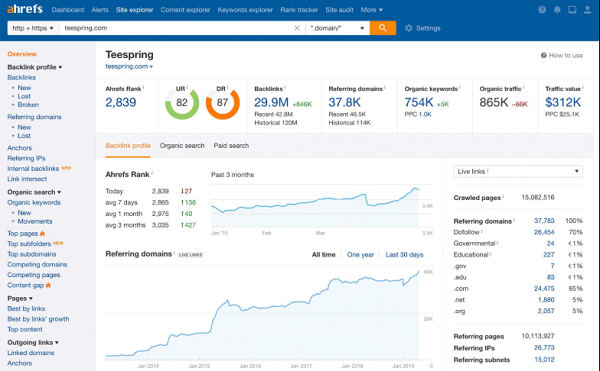 ahrefs Dashboard Alerts Site explorer Content explorer Keywords explorer Rank tracker Site audit More
http + https teespring.com *.domain/* Settings
Overview
Backlink profile
Backlinks
New
Lost
Broken
Referring domains
New
Lost
Anchors
Referring IPs
Internal backlinks NEW
Link intersect
Organic search
Organic keywords
New
Movements
Top pages
Top subfolders NEW
Top subdomains
Competing domains
Competing pages
Content gap
Pages
Best by links
Best by links' growth
Top content
Outgoing links
Linked domains
Anchors
Teespring
teespring.com
How to use
Ahrefs Rank
2,839
UR
82
DR
87
Backlinks
29.9M +846K
Recent 42.8M
Historical 120M
Referring domains
37.8K
Recent 46.5K
Historical 114K
Organic keywords
754K +5K
PPC 1.0K
Organic traffic
865K -66K
Traffic value
$312K
PPC $25.1K
Backlink profile Organic search Paid search
Ahrefs Rank
Today 2,839 ↓27
avg 7 days 2,865 ↑136
avg 1 month 2,975 ↑40
avg 3 months 3,035 ↑427
Past 3 months
3.0K
3.5K
Jan '19 Feb Mar
Referring domains LIVE LINKS
All time One year Last 30 days
40K
20K
0
2014 2015 2016 2017 2018 2019
Live links
Crawled pages 15,082,516
Referring domains 37,783 100%
Dofollow 26,454 70%
Governmental 24 <1%
Educational 227 <1%
.gov 7 <1%
.edu 83 <1%
.com 24,475 65%
.net 1,880 5%
.org 2,057 5%
Referring pages 10,113,927
Referring IPs 26,773
Referring subnets 15,012